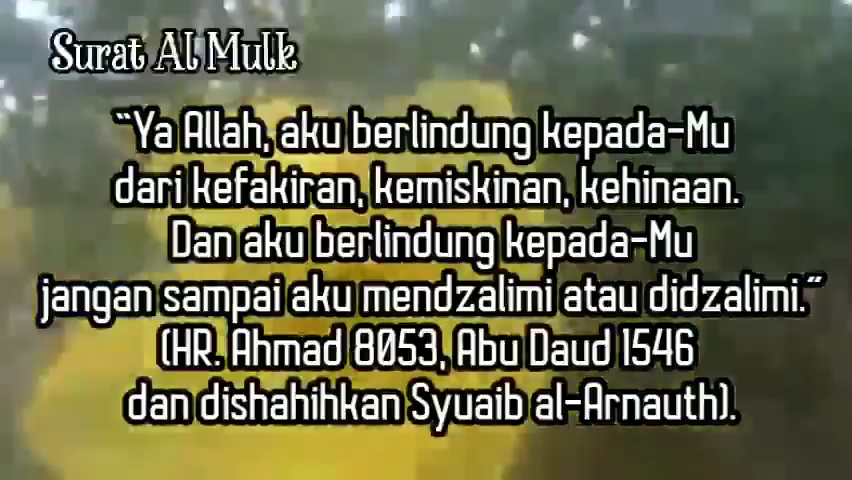 Surat Al Mulk
“Ya Allah, aku berlindung kepada-Mu
dari kefakiran, kemiskinan, kehinaan.
Dan aku berlindung kepada-Mu
jangan sampai aku mendzalimi atau didzalimi.”
(HR. Ahmad 8053, Abu Daud 1546
dan dishahihkan Syuaib al-Arnauth).